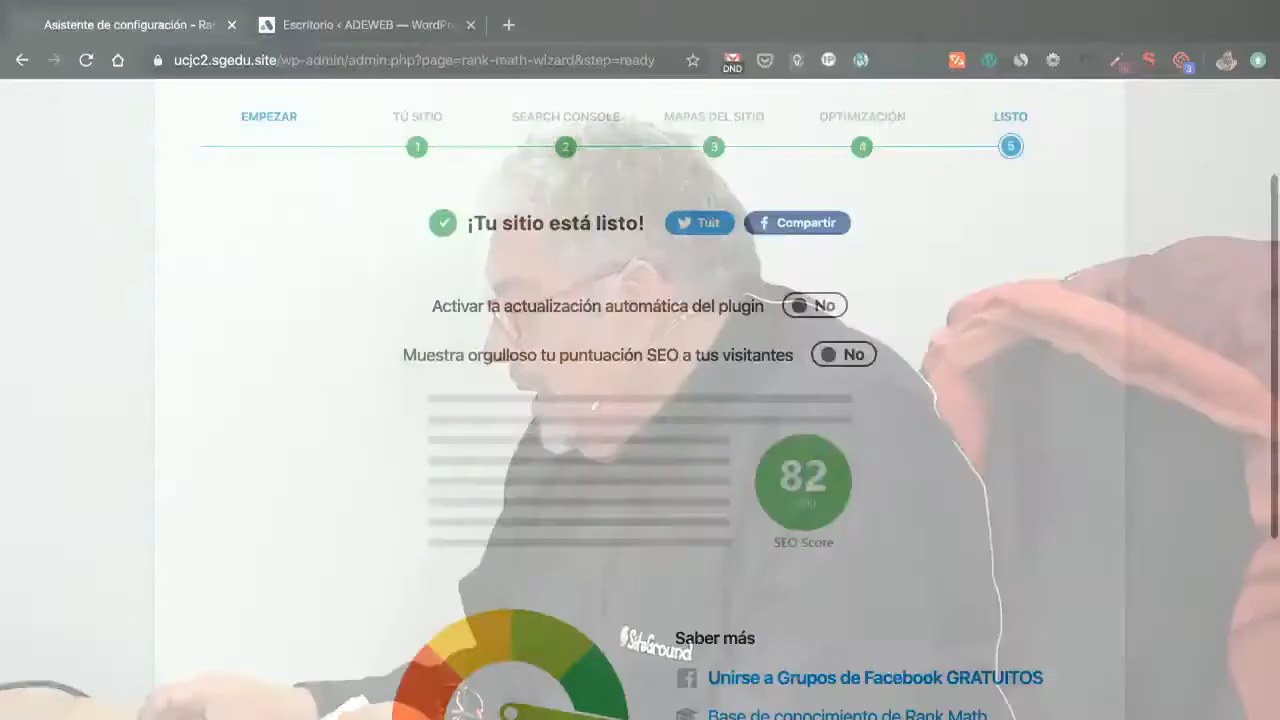 Asistente de configuración - Ra
Escritorio ‹ ADEWEB — WordPr
ucjc2.sgedu.site/wp-admin/admin.php?page=rank-math-wizard&step=ready
DND
3
EMPEZAR
TÚ SITIO
SEARCH CONSOLE
MAPAS DEL SITIO
OPTIMIZACIÓN
LISTO
1
2
3
4
5
¡Tu sitio está listo!
Tuit
Compartir
Activar la actualización automática del plugin
No
Muestra orgulloso tu puntuación SEO a tus visitantes
No
82
SEO Score
SiteGround
Saber más
Unirse a Grupos de Facebook GRATUITOS
Base de conocimiento de Rank Math